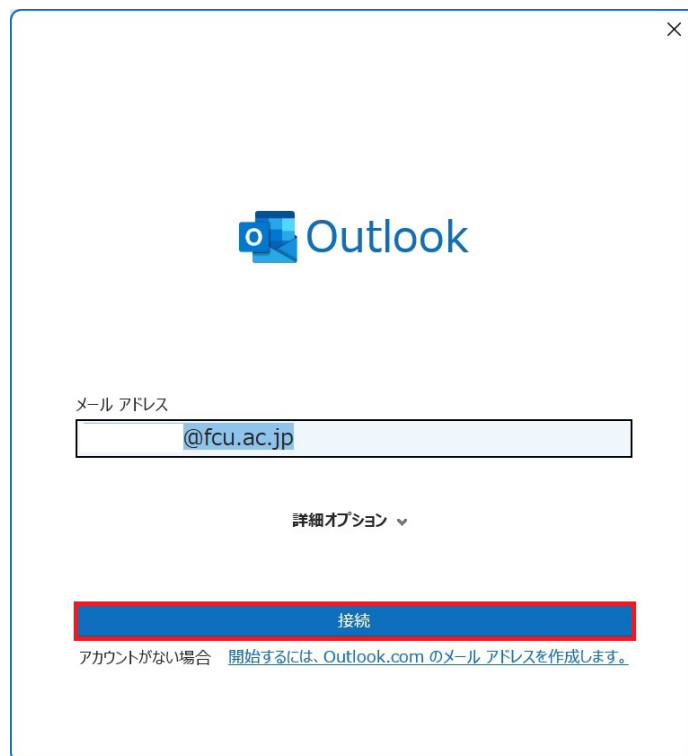 Outlook
メール アドレス
@fcu.ac.jp
詳細オプション
接続
アカウントがない場合 開始するには、Outlook.com のメール アドレスを作成します。